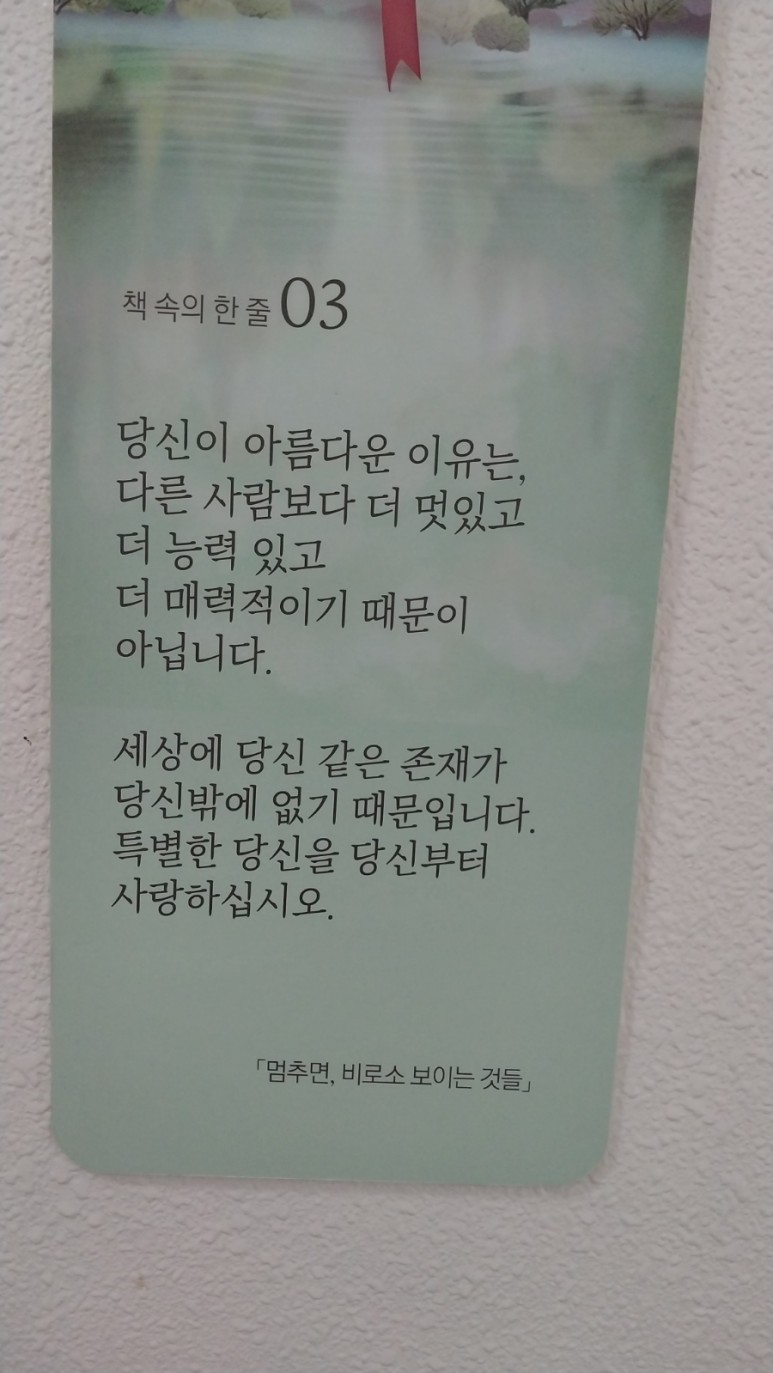 책 속의 한 줄 03
당신이 아름다운 이유는,
다른 사람보다 더 멋있고
더 능력 있고
더 매력적이기 때문이
아닙니다.
세상에 당신 같은 존재가
당신밖에 없기 때문입니다.
특별한 당신을 당신부터
사랑하십시오.
「멈추면, 비로소 보이는 것들」